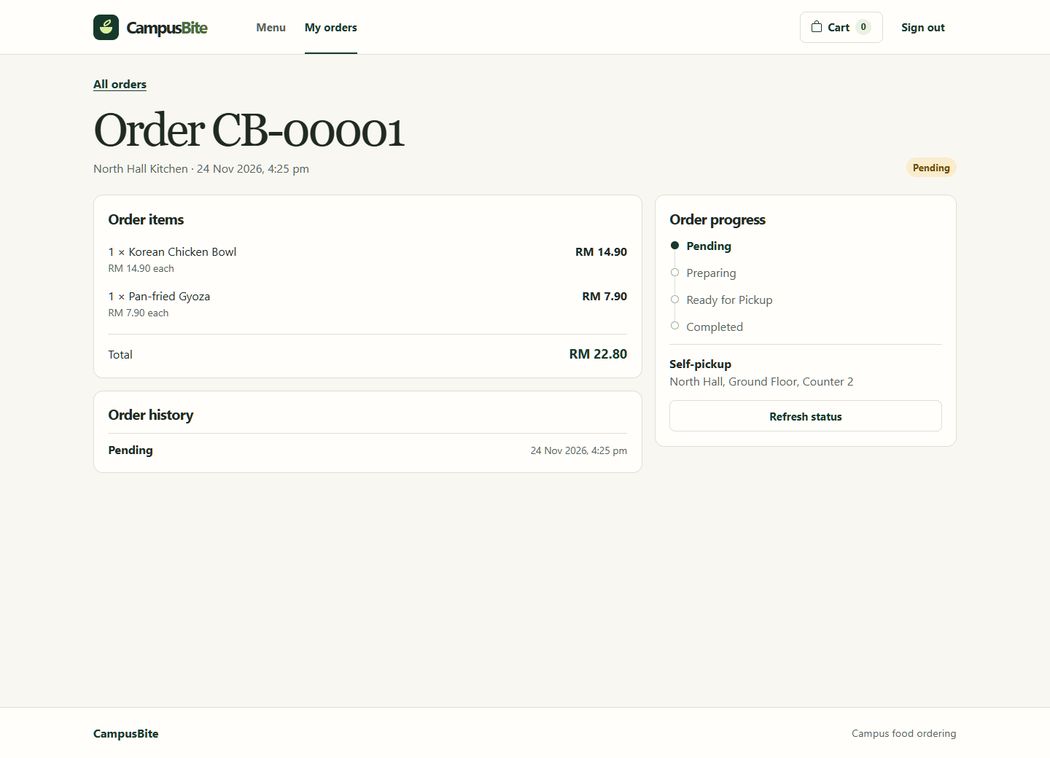 CampusBite
Menu
My orders
Cart 0
Sign out
All orders
Order CB-00001
North Hall Kitchen · 24 Nov 2026, 4:25 pm
Pending
Order items
1 × Korean Chicken Bowl RM 14.90
RM 14.90 each
1 × Pan-fried Gyoza RM 7.90
RM 7.90 each
Total RM 22.80
Order history
Pending 24 Nov 2026, 4:25 pm
Order progress
Pending
Preparing
Ready for Pickup
Completed
Self-pickup
North Hall, Ground Floor, Counter 2
Refresh status
CampusBite
Campus food ordering